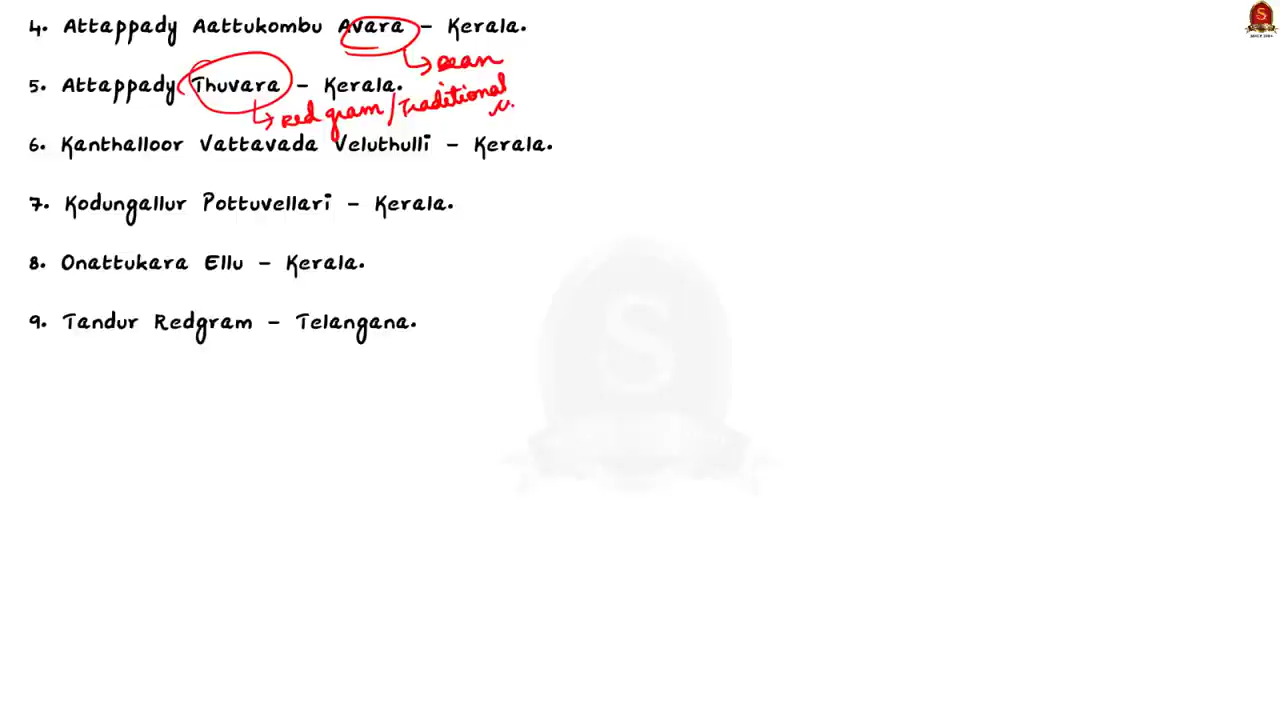 4. Attappady Aattukombu Avara - Kerala.
Bean
5. Attappady Thuvara - Kerala.
Red gram/Traditional
6. Kanthalloor Vattavada Veluthulli - Kerala.
7. Kodungallur Pottuvellari - Kerala.
8. Onattukara Ellu - Kerala.
9. Tandur Redgram - Telangana.
S